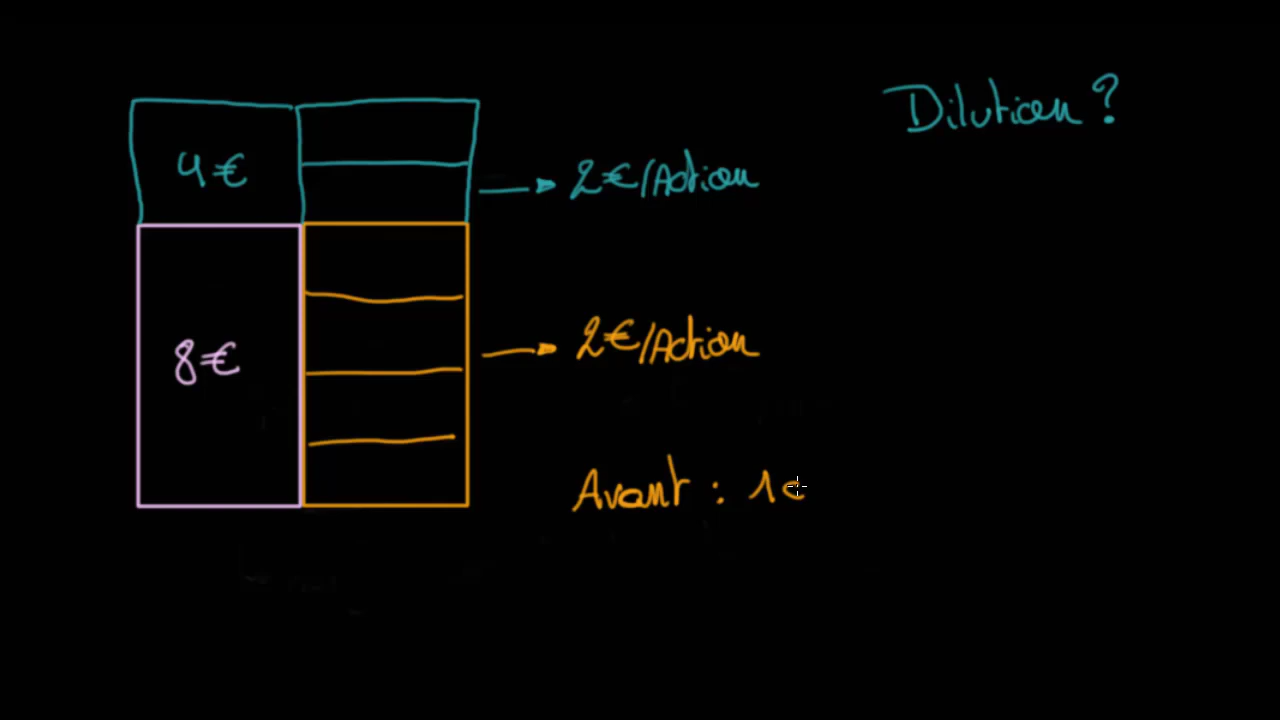 Dilution ?
4€
2€/Action
8€
2€/Action
Avant : 1